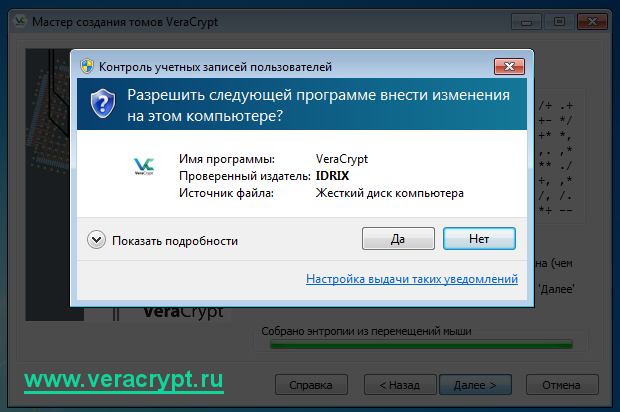 Мастер создания томов VeraCrypt
Контроль учетных записей пользователей
Разрешить следующей программе внести изменения
на этом компьютере?
VeraCrypt
Имя программы: VeraCrypt
Проверенный издатель: IDRIX
Источник файла: Жесткий диск компьютера
Показать подробности
Да
Нет
Настройка выдачи таких уведомлений
/+ .+
+- */
+* *.
,. ,*
** ./
+, ,*
/, /.
*+ --
на (чем
'Далее'
VeraCrypt
Собрано энтропии из перемещений мыши
www.veracrypt.ru
Справка
< Назад
Далее >
Отмена